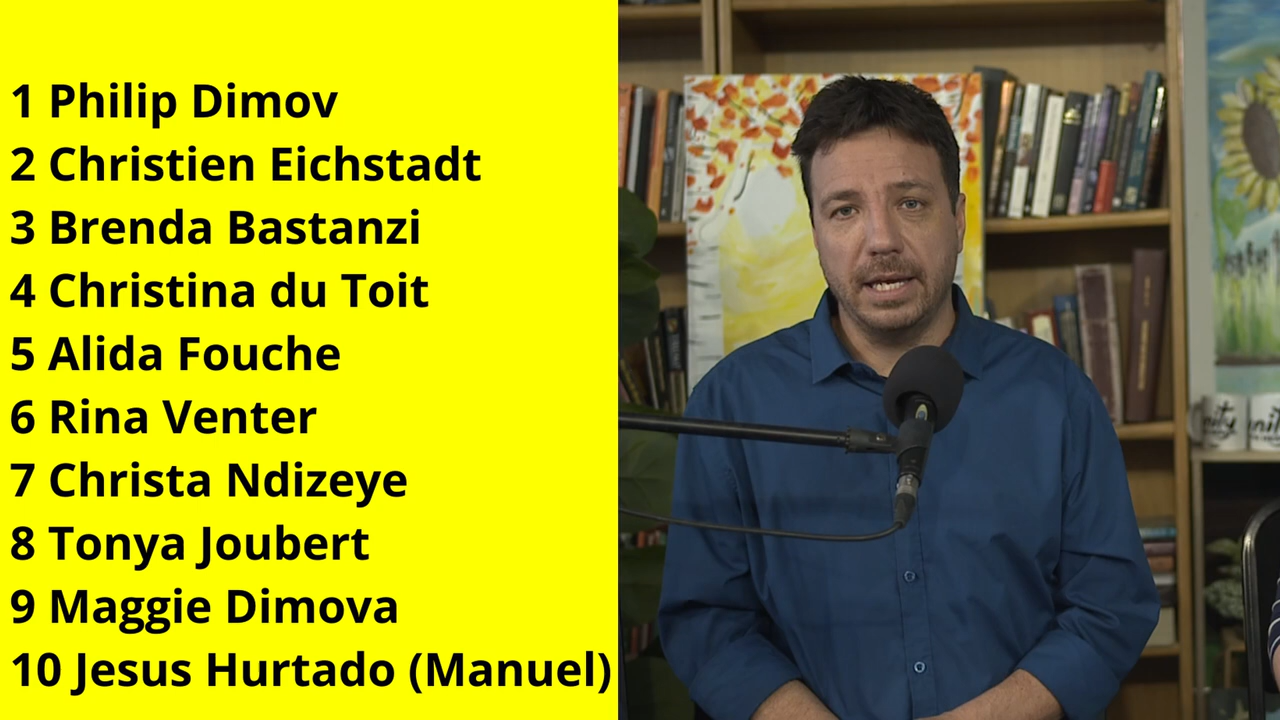 1 Philip Dimov
2 Christien Eichstadt
3 Brenda Bastanzi
4 Christina du Toit
5 Alida Fouche
6 Rina Venter
7 Christa Ndizeye
8 Tonya Joubert
9 Maggie Dimova
10 Jesus Hurtado (Manuel)